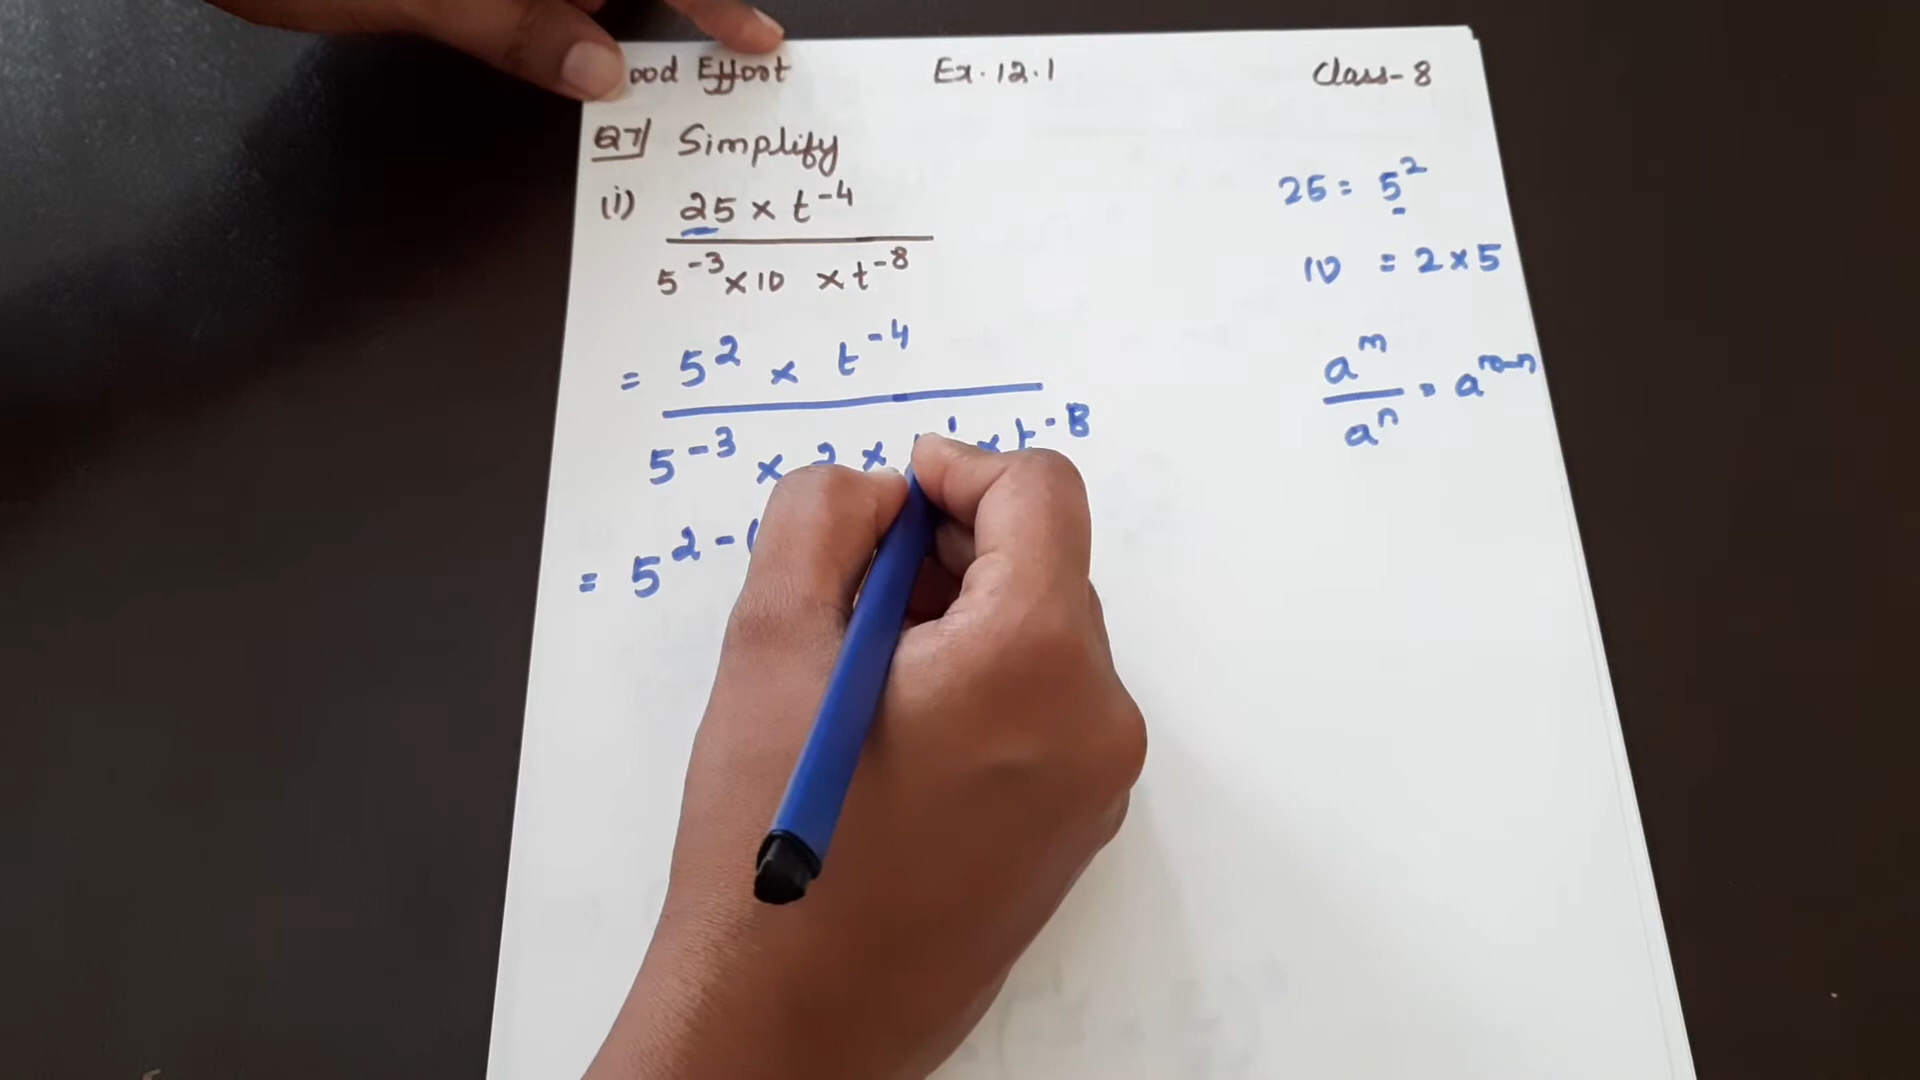 ood Effort Ex. 12.1 Class- 8
Q7 Simplify
(i) 25 × t⁻⁴
5⁻³ × 10 × t⁻⁸
= 5² × t⁻⁴
5⁻³ × 2 × ¹ × t⁻⁸
= 5²⁻⁽
25 = 5²
10 = 2 × 5
aᵐ
= aᵐ⁻ⁿ
aⁿ